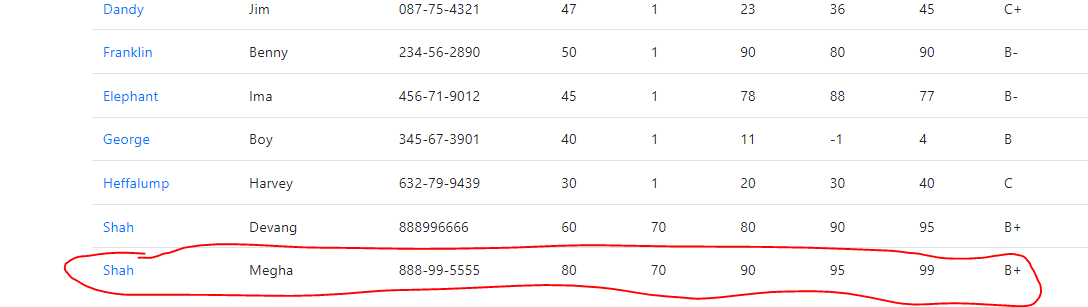 Dandy Jim 087-75-4321 47 1 23 36 45 C+
Franklin Benny 234-56-2890 50 1 90 80 90 B-
Elephant Ima 456-71-9012 45 1 78 88 77 B-
George Boy 345-67-3901 40 1 11 -1 4 B
Heffalump Harvey 632-79-9439 30 1 20 30 40 C
Shah Devang 888996666 60 70 80 90 95 B+
Shah Megha 888-99-5555 80 70 90 95 99 B+